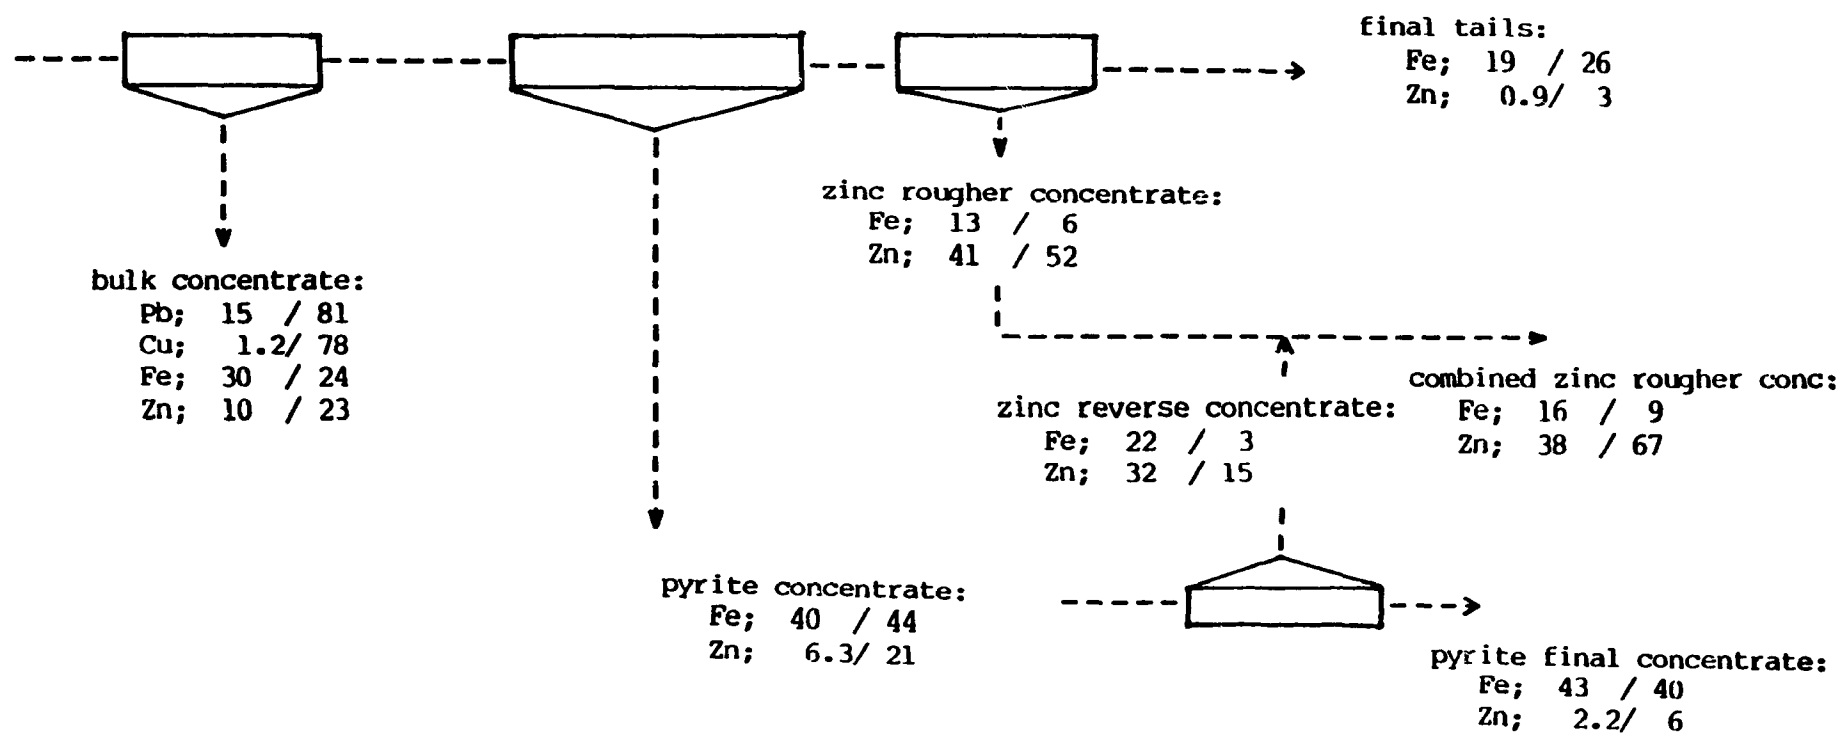 final tails:
Fe; 19 / 26
Zn; 0.9/ 3
zinc rougher concentrate:
Fe; 13 / 6
Zn; 41 / 52
bulk concentrate:
Pb; 15 / 81
Cu; 1.2/ 78
Fe; 30 / 24
Zn; 10 / 23
combined zinc rougher conc:
Fe; 16 / 9
Zn; 38 / 67
zinc reverse concentrate:
Fe; 22 / 3
Zn; 32 / 15
pyrite concentrate:
Fe; 40 / 44
Zn; 6.3/ 21
pyrite final concentrate:
Fe; 43 / 40
Zn; 2.2/ 6